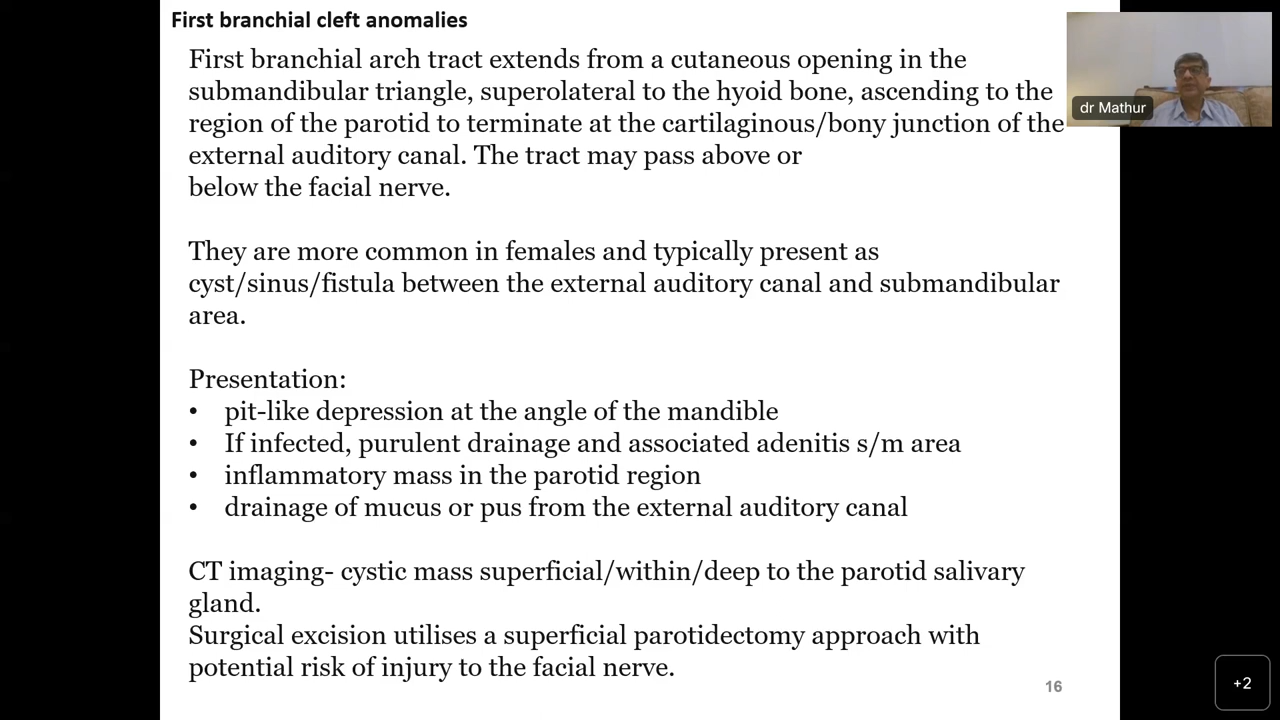 First branchial cleft anomalies
First branchial arch tract extends from a cutaneous opening in the
submandibular triangle, superolateral to the hyoid bone, ascending to the
region of the parotid to terminate at the cartilaginous/bony junction of the
external auditory canal. The tract may pass above or
below the facial nerve.
They are more common in females and typically present as
cyst/sinus/fistula between the external auditory canal and submandibular
area.
Presentation:
• pit-like depression at the angle of the mandible
• If infected, purulent drainage and associated adenitis s/m area
• inflammatory mass in the parotid region
• drainage of mucus or pus from the external auditory canal
CT imaging- cystic mass superficial/within/deep to the parotid salivary
gland.
Surgical excision utilises a superficial parotidectomy approach with
potential risk of injury to the facial nerve.
16
dr Mathur
+2